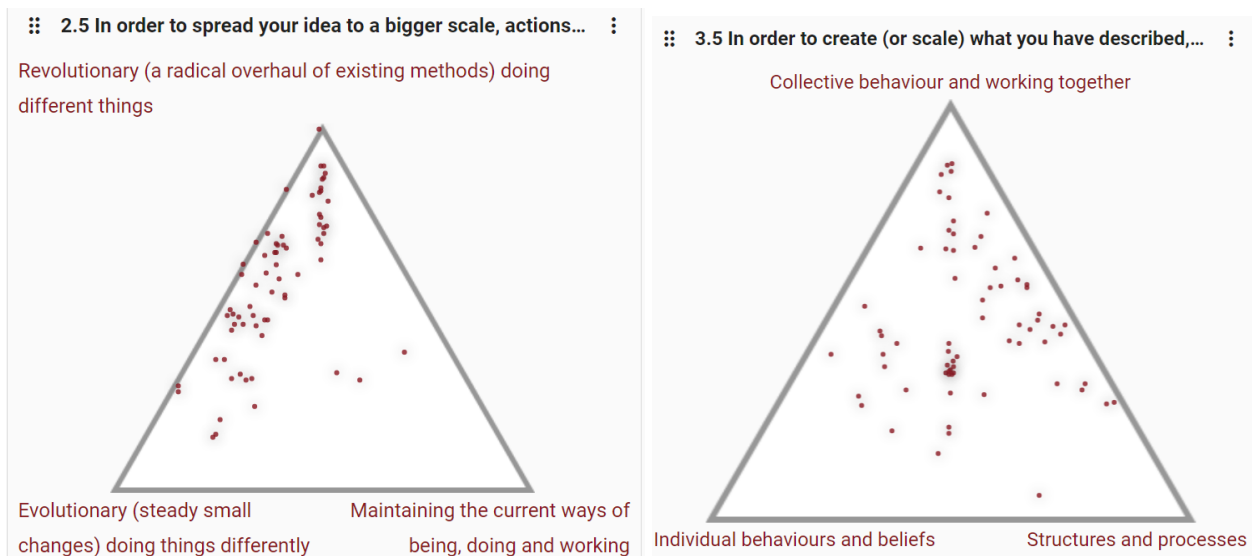 2.5 In order to spread your idea to a bigger scale, actions...
Revolutionary (a radical overhaul of existing methods) doing
different things
Evolutionary (steady small
changes) doing things differently
Maintaining the current ways of
being, doing and working
3.5 In order to create (or scale) what you have described,...
Collective behaviour and working together
Individual behaviours and beliefs
Structures and processes